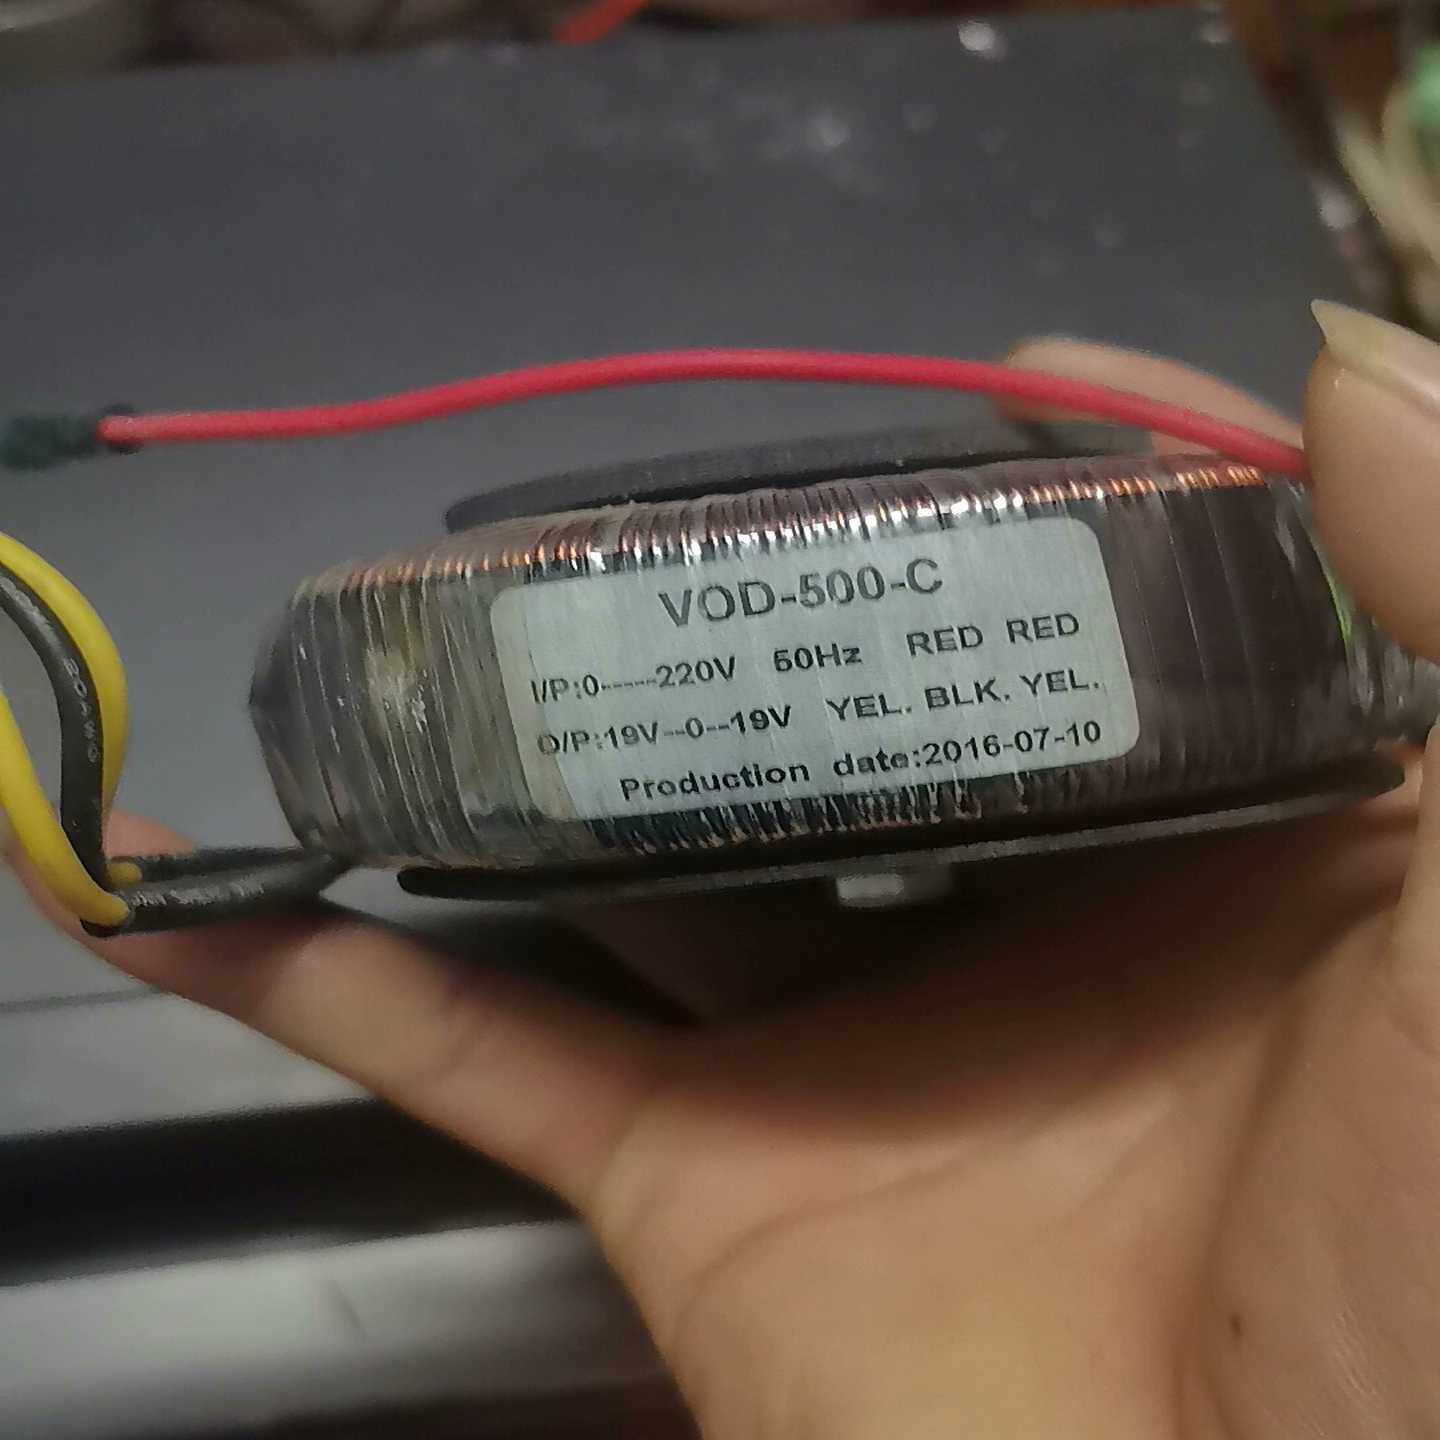 VOD-500-C
I/P:0-----220V 50Hz RED RED
O/P:19V--0--19V YEL. BLK. YEL.
Production date:2016-07-10